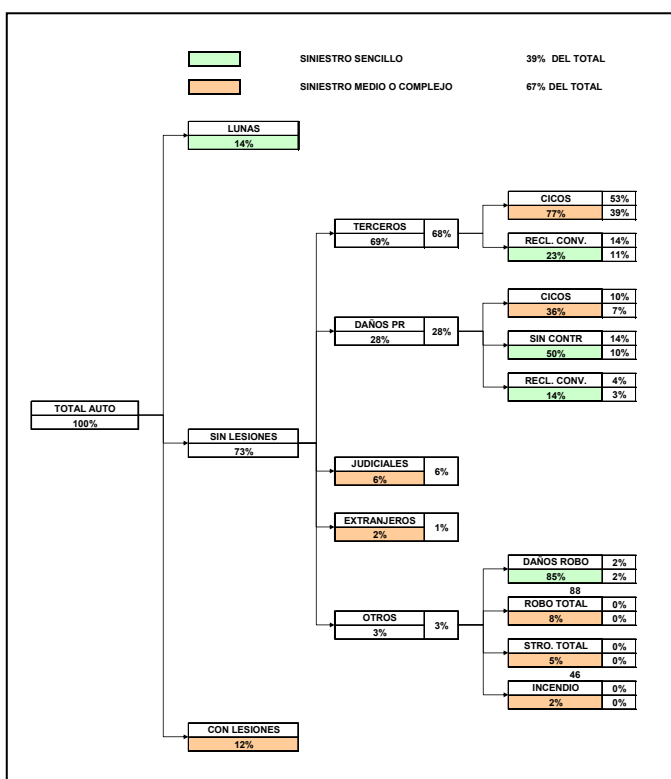 SINIESTRO SENCILLO 39% DEL TOTAL
SINIESTRO MEDIO O COMPLEJO 67% DEL TOTAL
LUNAS
14%
CICOS 53%
77% 39%
TERCEROS 68%
69%
RECL. CONV. 14%
23% 11%
CICOS 10%
36% 7%
DAÑOS PR 28%
28%
SIN CONTR 14%
50% 10%
RECL. CONV. 4%
14% 3%
TOTAL AUTO
100%
SIN LESIONES
73%
JUDICIALES 6%
6%
EXTRANJEROS 1%
2%
DAÑOS ROBO 2%
85% 2%
88
ROBO TOTAL 0%
8% 0%
OTROS 3%
3%
STRO. TOTAL 0%
5% 0%
46
INCENDIO 0%
2% 0%
CON LESIONES
12%